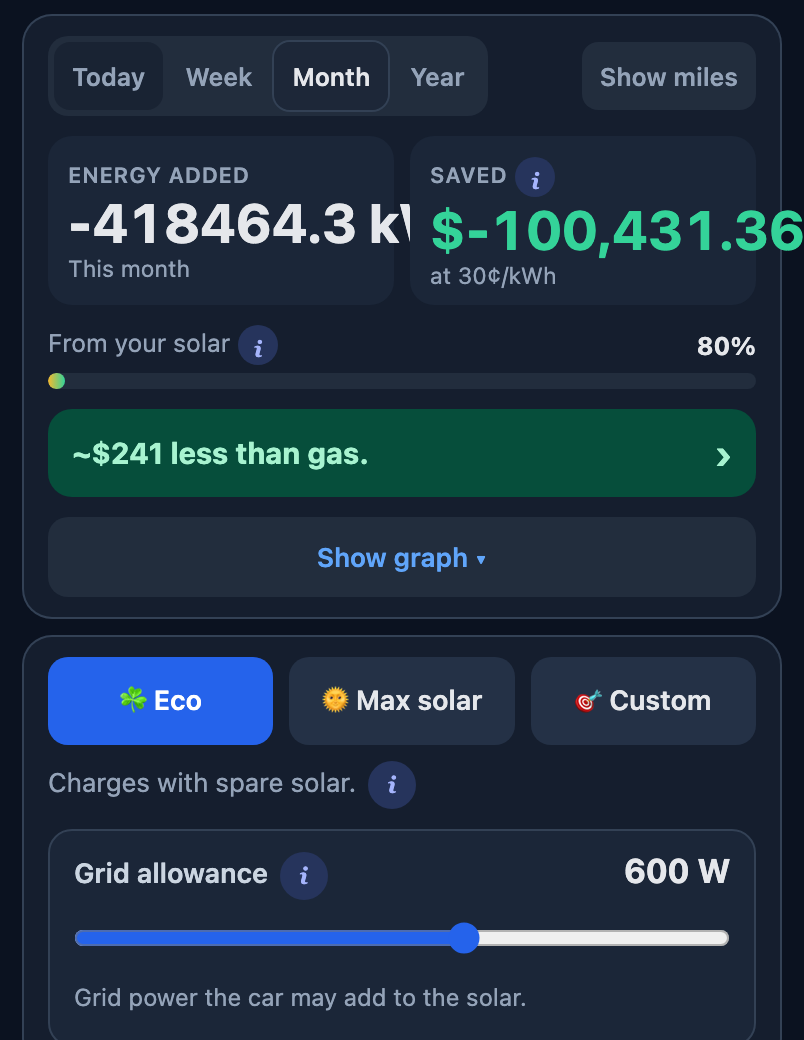 Today Week Month Year Show miles
ENERGY ADDED
-418464.3
This month
SAVED i
$-100,431.36
at 30¢/kWh
From your solar i 80%
~$241 less than gas. ›
Show graph ▾
☘️ Eco 🌞 Max solar 🎯 Custom
Charges with spare solar. i
Grid allowance i 600 W
Grid power the car may add to the solar.